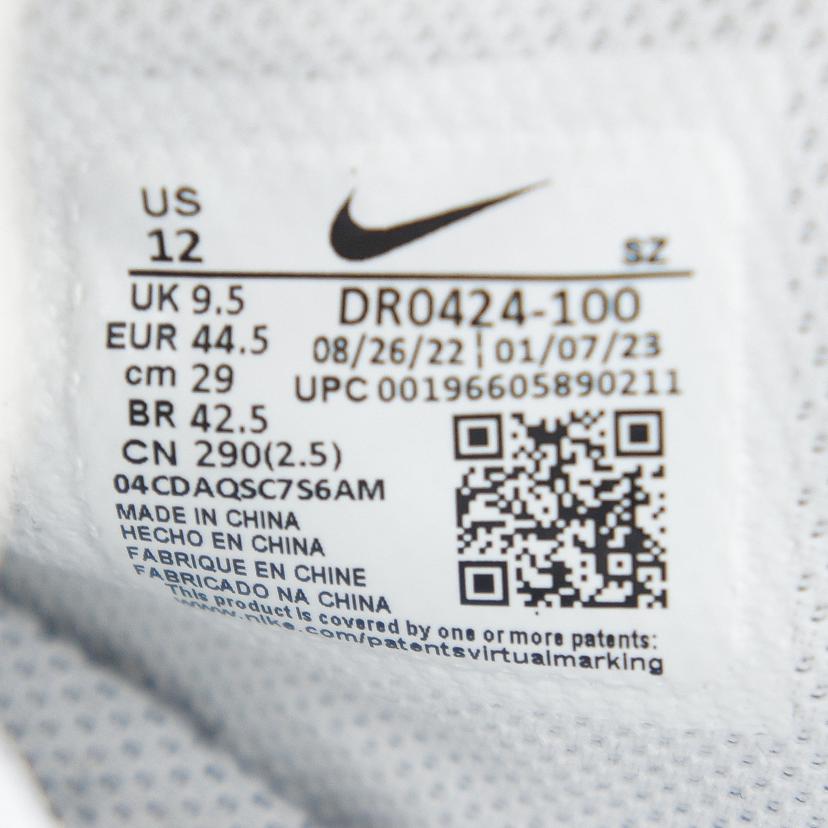 US
12
SZ
UK 9.5
EUR 44.5
cm 29
BR 42.5
CN 290(2.5)
DR0424-100
08/26/22 | 01/07/23
UPC 00196605890211
04CDAQSC7S6AM
MADE IN CHINA
HECHO EN CHINA
FABRIQUE EN CHINE
FABRICADO NA CHINA
This product is covered by one or more patents:
www.nike.com/patentsvirtualmarking